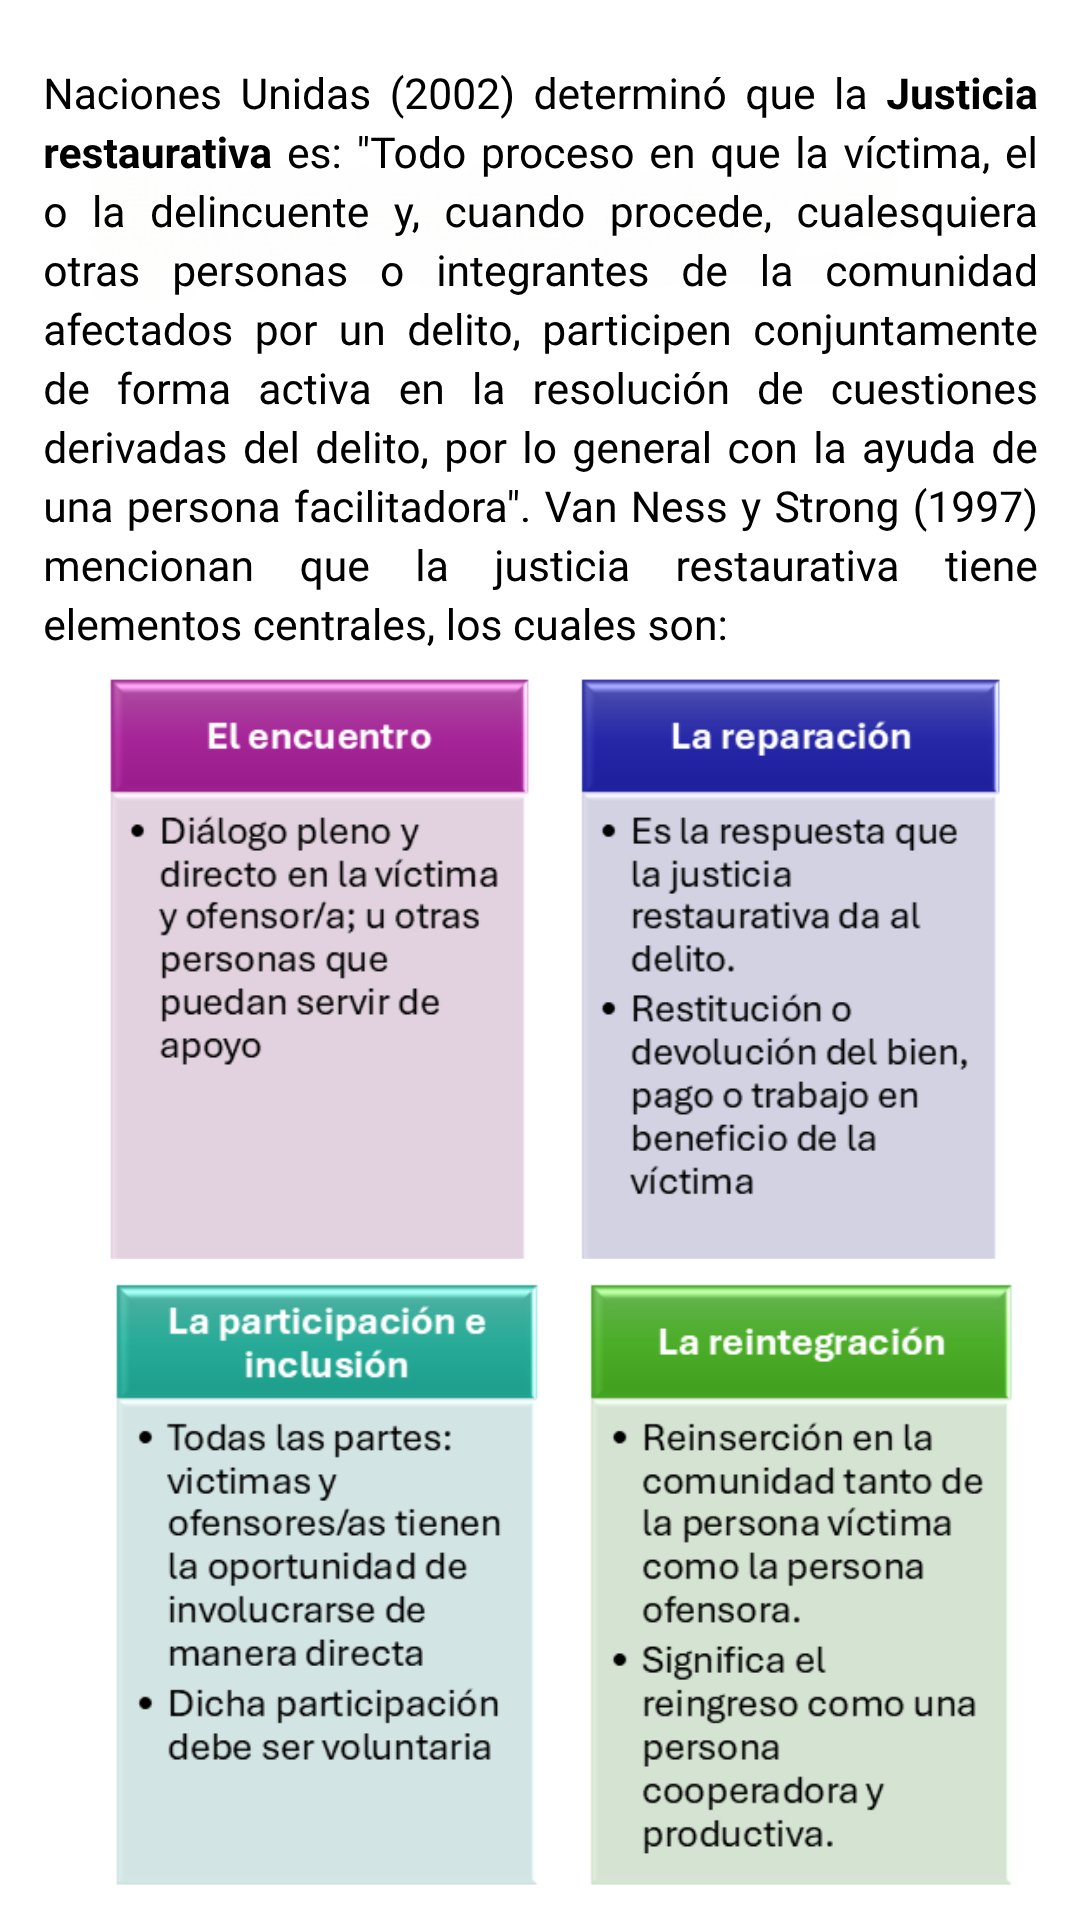 Naciones Unidas (2002) determinó que la Justicia
restaurativa es: "Todo proceso en que la víctima, el
o la delincuente y, cuando procede, cualesquiera
otras personas o integrantes de la comunidad
afectados por un delito, participen conjuntamente
de forma activa en la resolución de cuestiones
derivadas del delito, por lo general con la ayuda de
una persona facilitadora". Van Ness y Strong (1997)
mencionan que la justicia restaurativa tiene
elementos centrales, los cuales son:
El encuentro
• Diálogo pleno y
directo en la víctima
y ofensor/a; u otras
personas que
puedan servir de
apoyo
La reparación
• Es la respuesta que
la justicia
restaurativa da al
delito.
• Restitución o
devolución del bien,
pago o trabajo en
beneficio de la
víctima
La participación e
inclusión
• Todas las partes:
victimas y
ofensores/as tienen
la oportunidad de
involucrarse de
manera directa
• Dicha participación
debe ser voluntaria
La reintegración
• Reinserción en la
comunidad tanto de
la persona víctima
como la persona
ofensora.
• Significa el
reingreso como una
persona
cooperadora y
productiva.